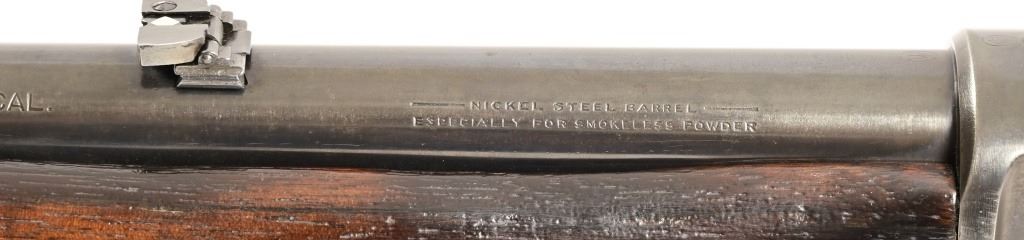 CAL.
NICKEL STEEL BARREL
ESPECIALLY FOR SMOKELESS POWDER